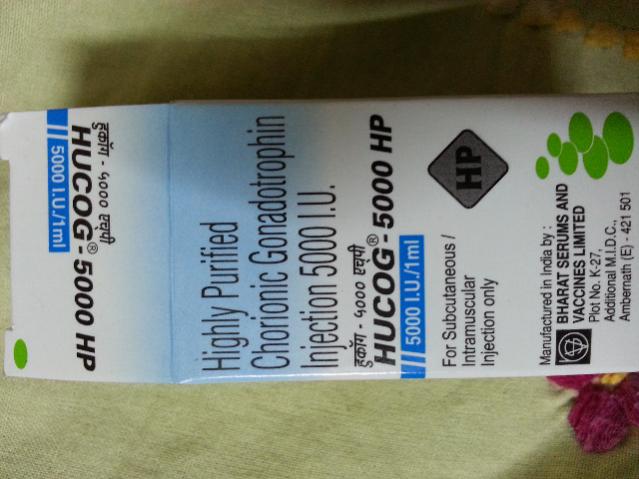 हुकॉग - ५००० एचपी
HUCOG® - 5000 HP
5000 I.U./1ml
Highly Purified
Chorionic Gonadotrophin
Injection 5000 I.U.
हुकॉग - ५००० एचपी
HUCOG® - 5000 HP
5000 I.U./1ml
For Subcutaneous /
Intramuscular
Injection only
HP
Manufactured in India by :
BHARAT SERUMS AND
VACCINES LIMITED
Plot No. K-27,
Additional M.I.D.C.,
Ambernath (E) - 421 501